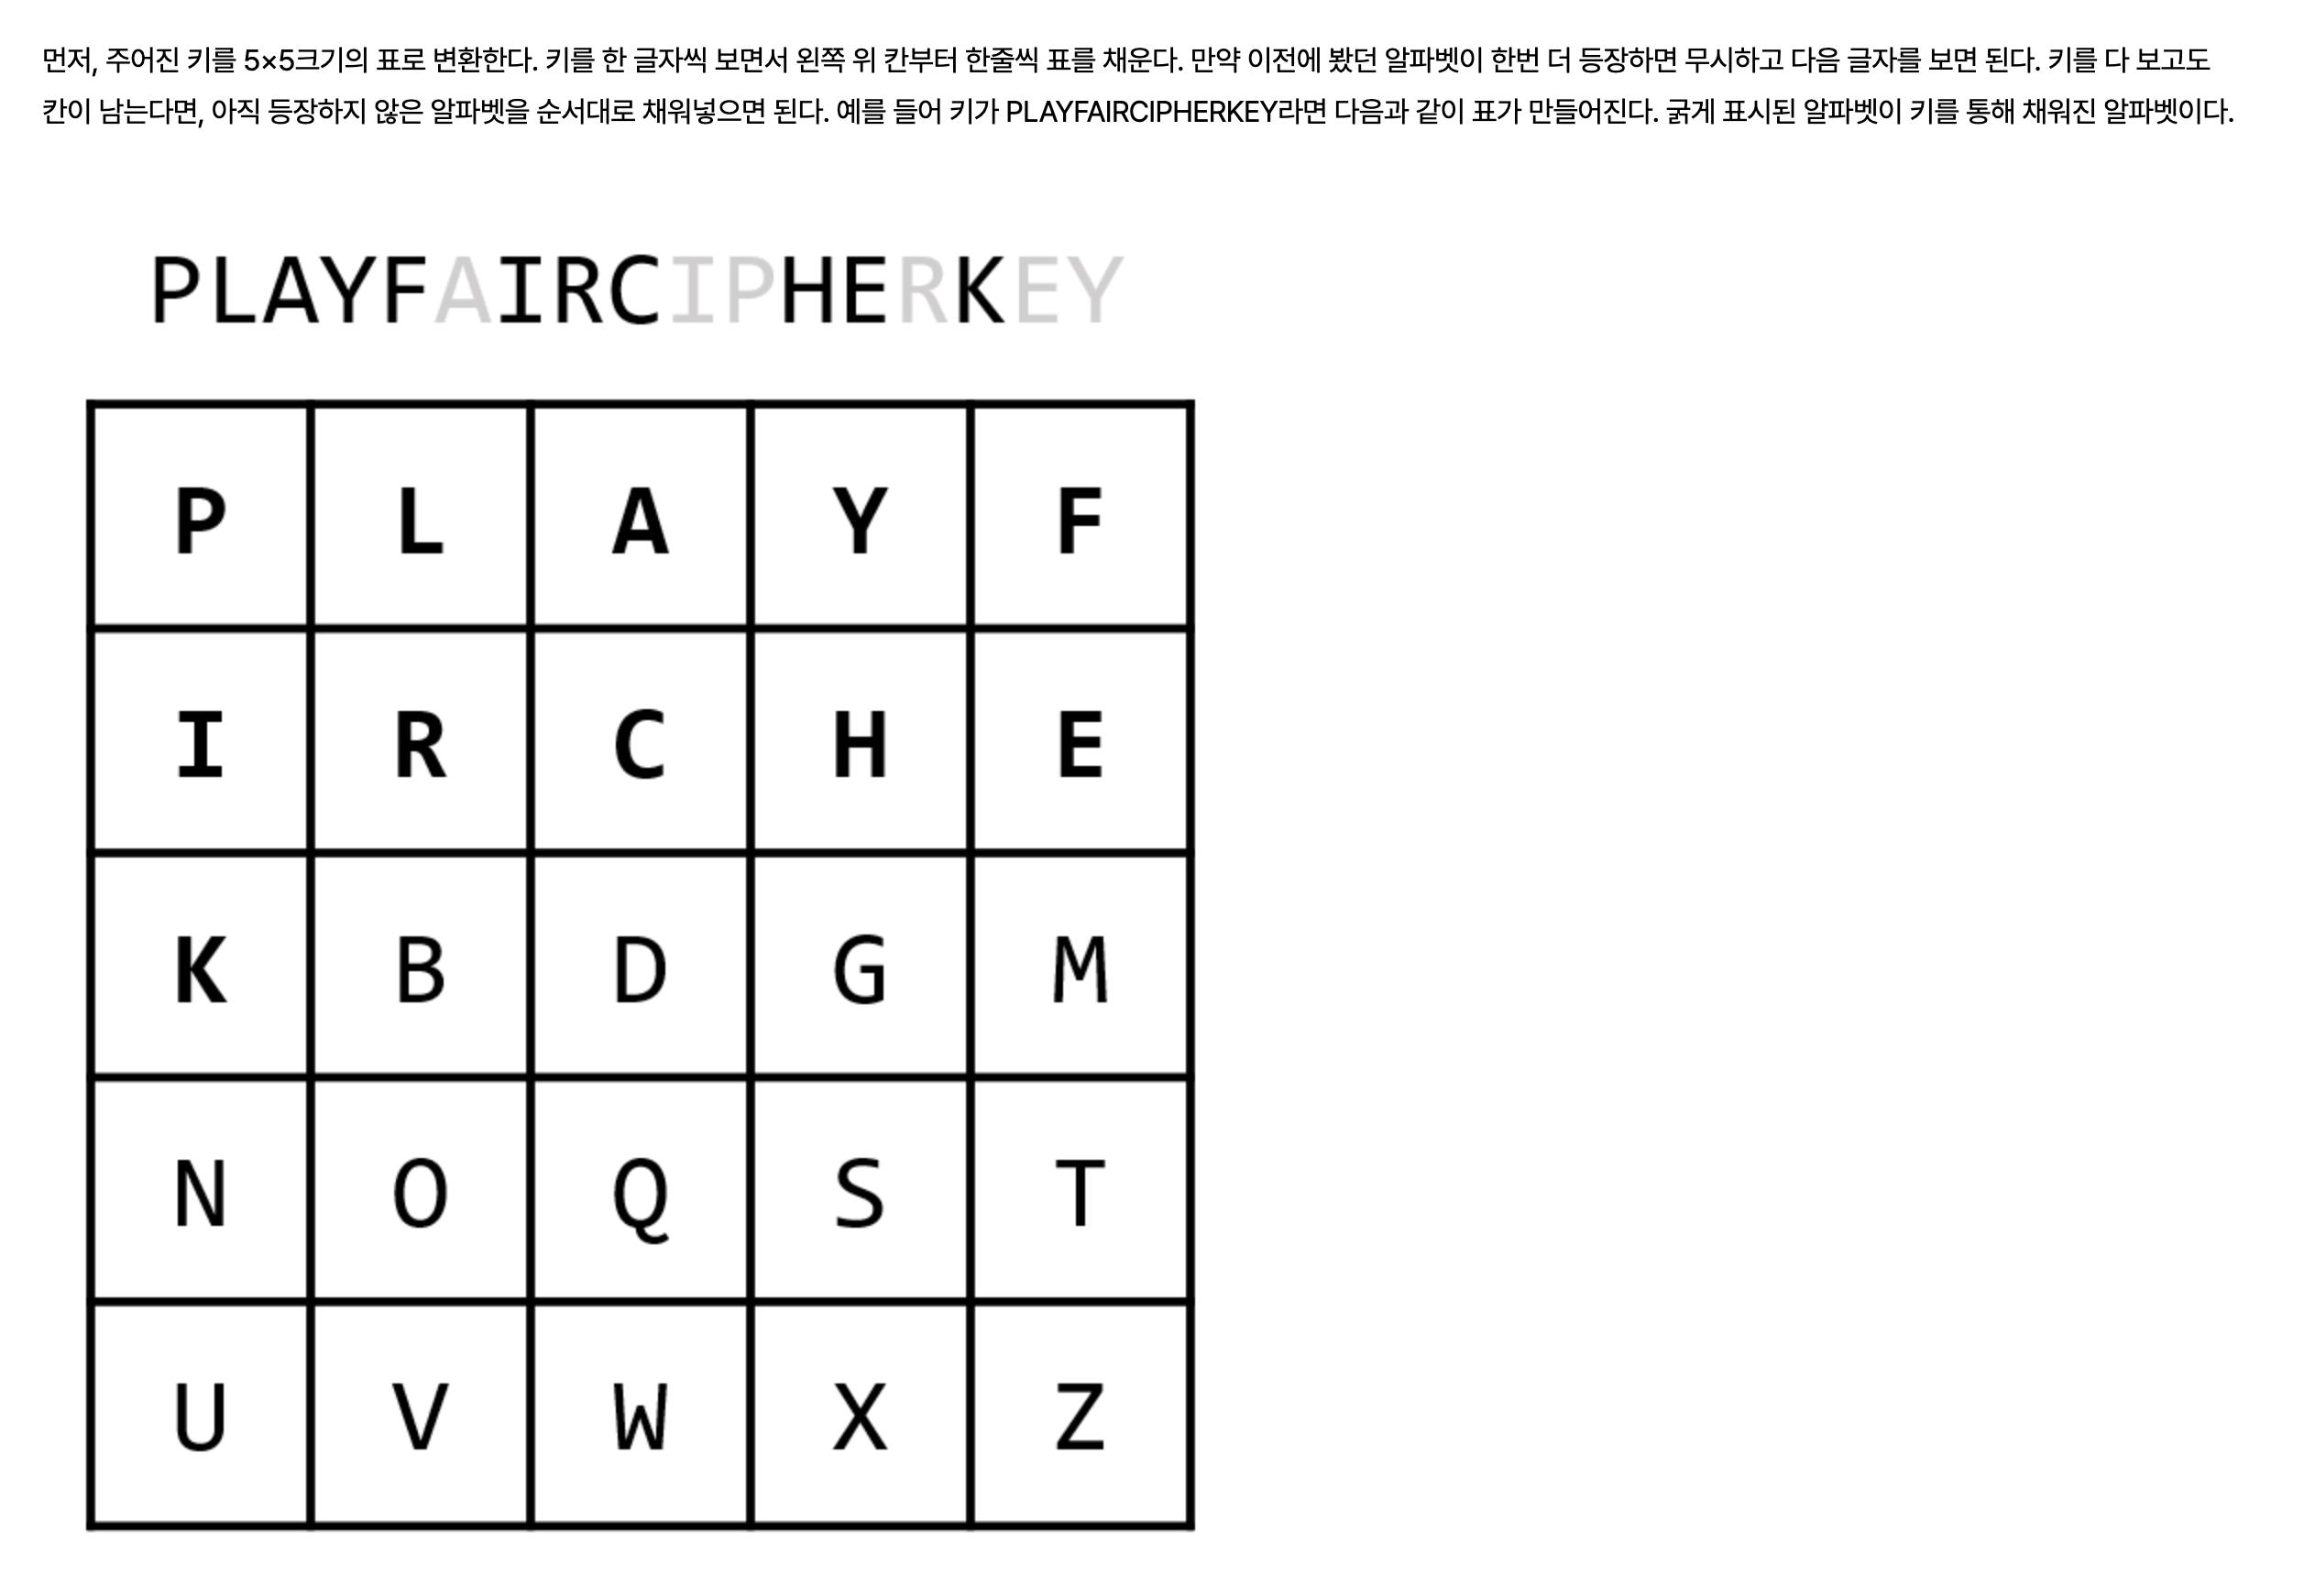 먼저, 주어진 키를 5×5크기의 표로 변환한다. 키를 한 글자씩 보면서 왼쪽 위 칸부터 한줄씩 표를 채운다. 만약 이전에 봤던 알파벳이 한번 더 등장하면 무시하고 다음 글자를 보면 된다. 키를 다 보고도
칸이 남는다면, 아직 등장하지 않은 알파벳을 순서대로 채워넣으면 된다. 예를 들어 키가 PLAYFAIRCIPHERKEY라면 다음과 같이 표가 만들어진다. 굵게 표시된 알파벳이 키를 통해 채워진 알파벳이다.
PLAYFAIRCIPHERKEY
P L A Y F
I R C H E
K B D G M
N O Q S T
U V W X Z